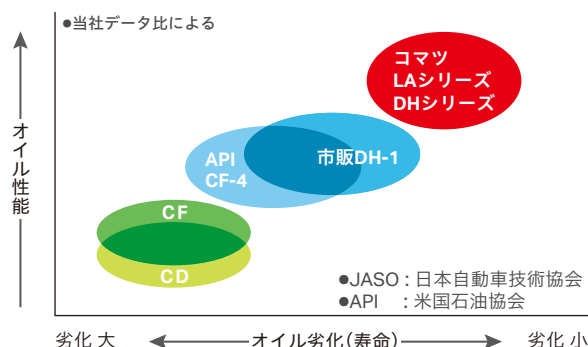 ●当社データ比による
コマツ
LAシリーズ
DHシリーズ
市販DH-1
API
CF-4
CF
CD
オイル性能
●JASO：日本自動車技術協会
●API　：米国石油協会
劣化 大
オイル劣化（寿命）
劣化 小